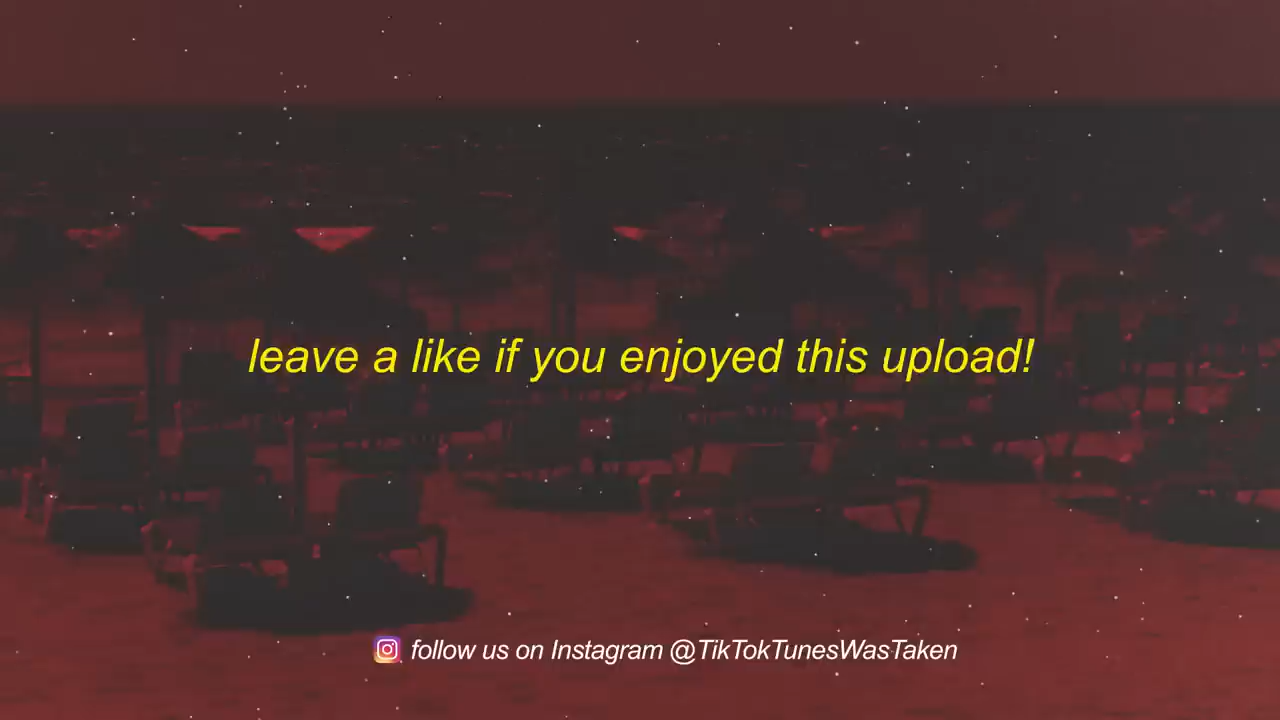 leave a like if you enjoyed this upload!
follow us on Instagram @TikTokTunesWasTaken